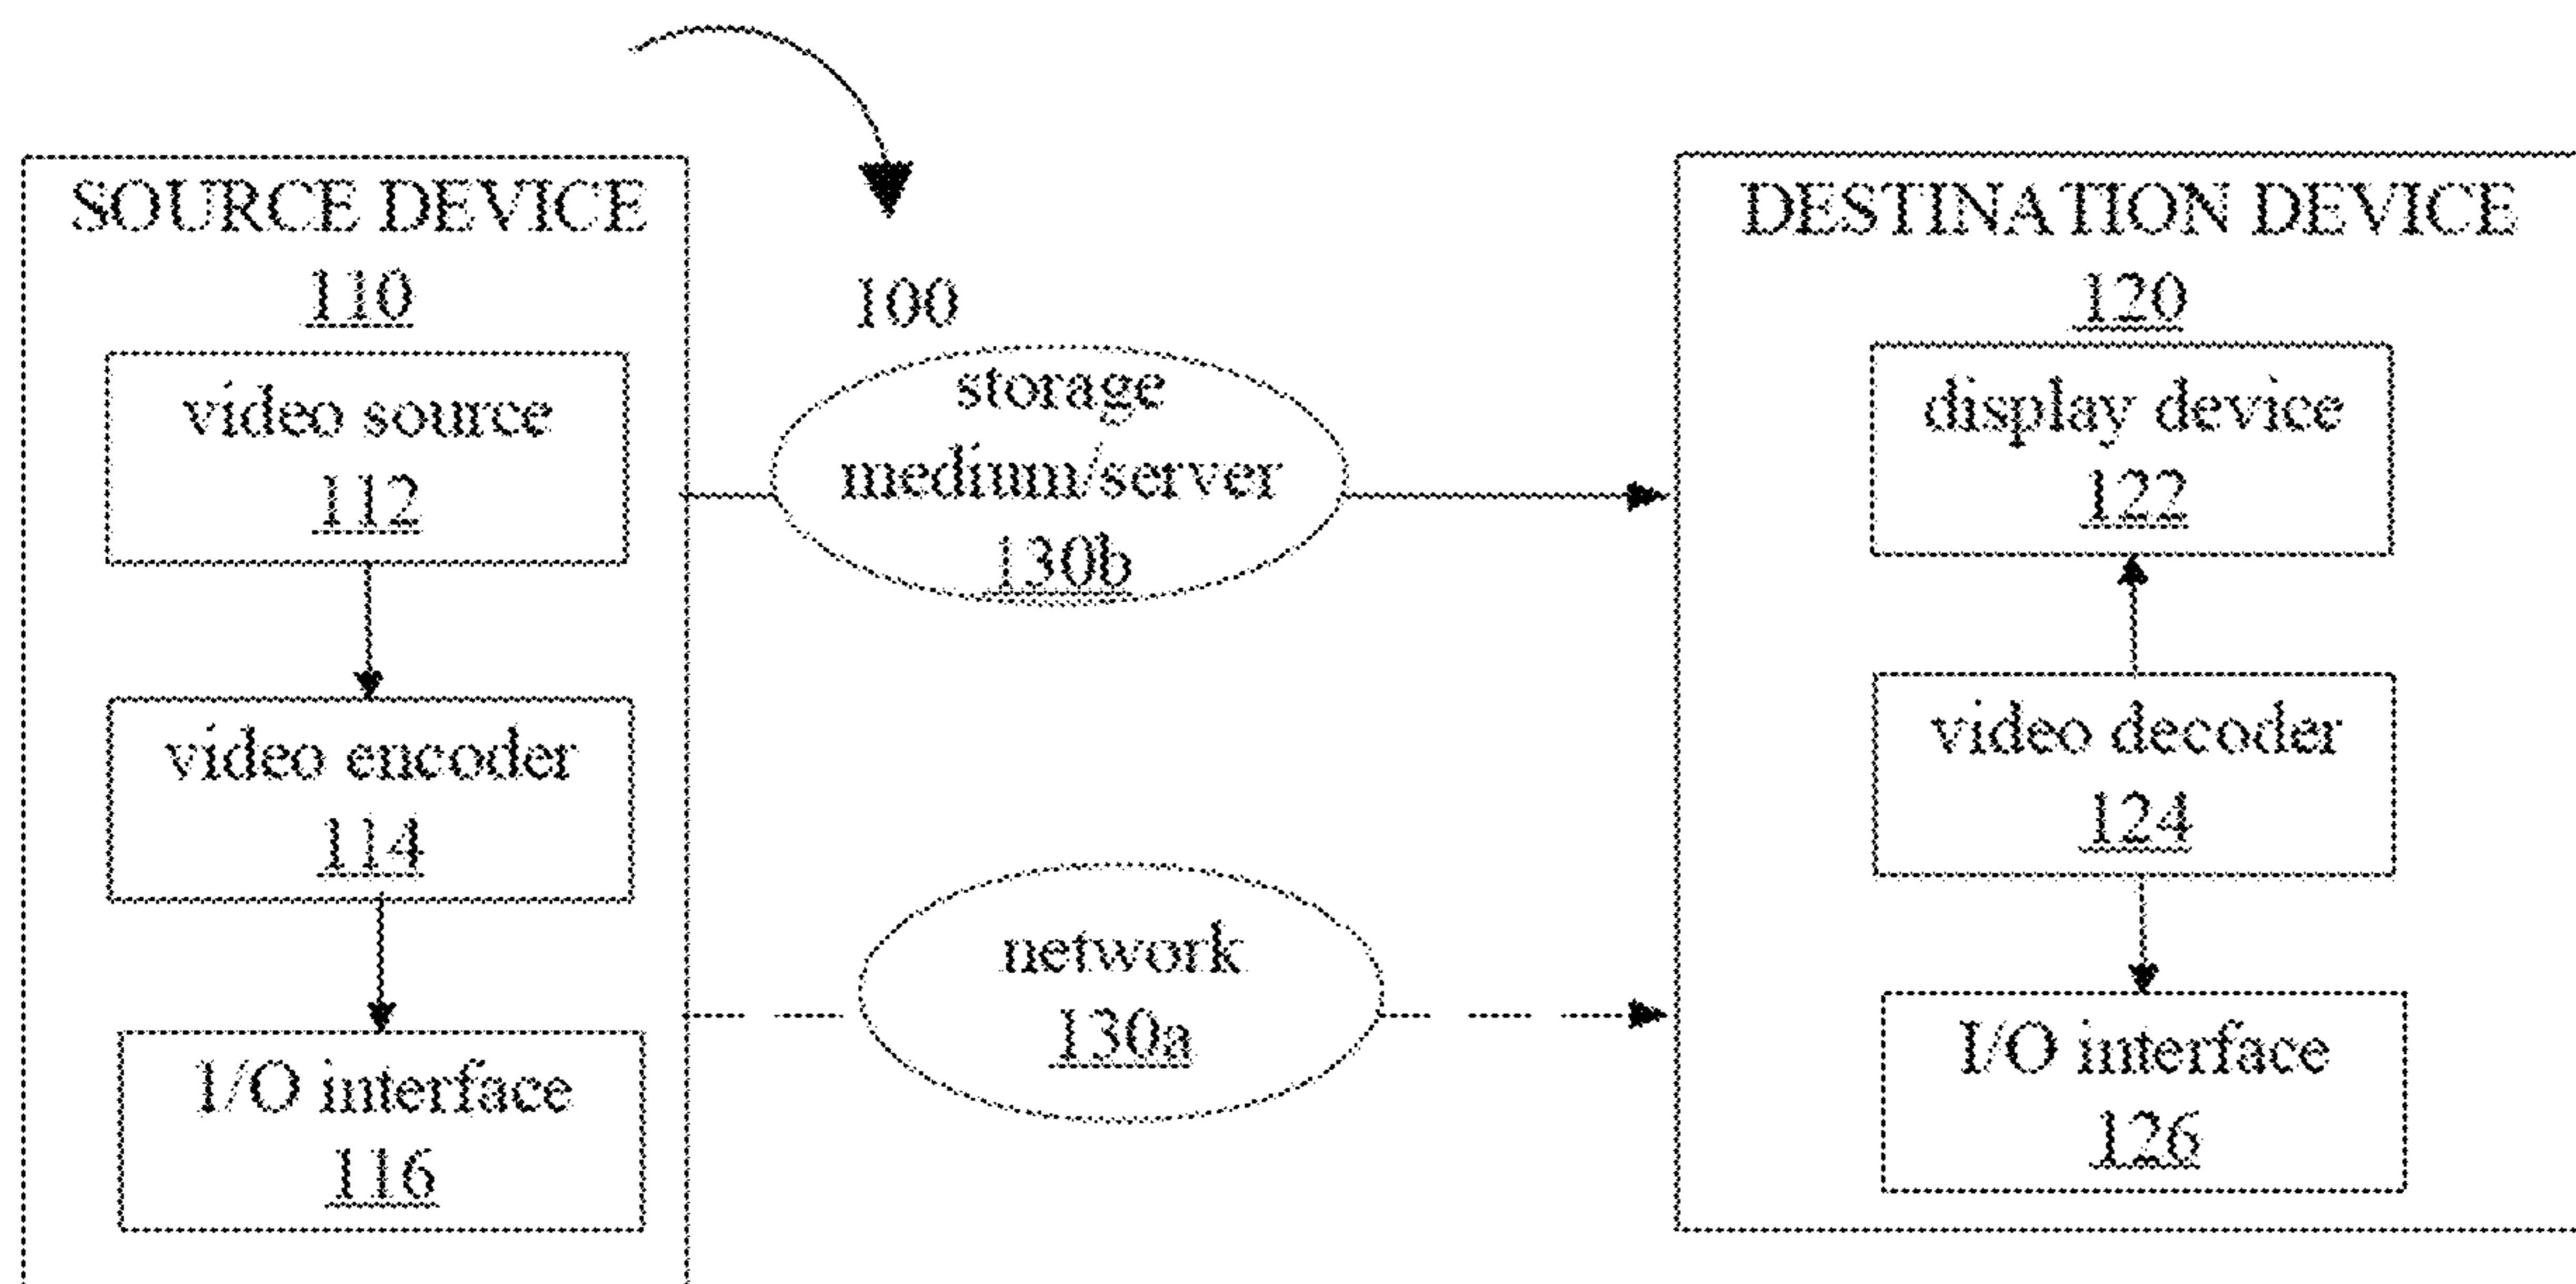 SOURCE DEVICE
110
video source
112
video encoder
114
I/O interface
116
100
storage
medium/server
130b
network
130a
DESTINATION DEVICE
120
display device
122
video decoder
124
I/O interface
126